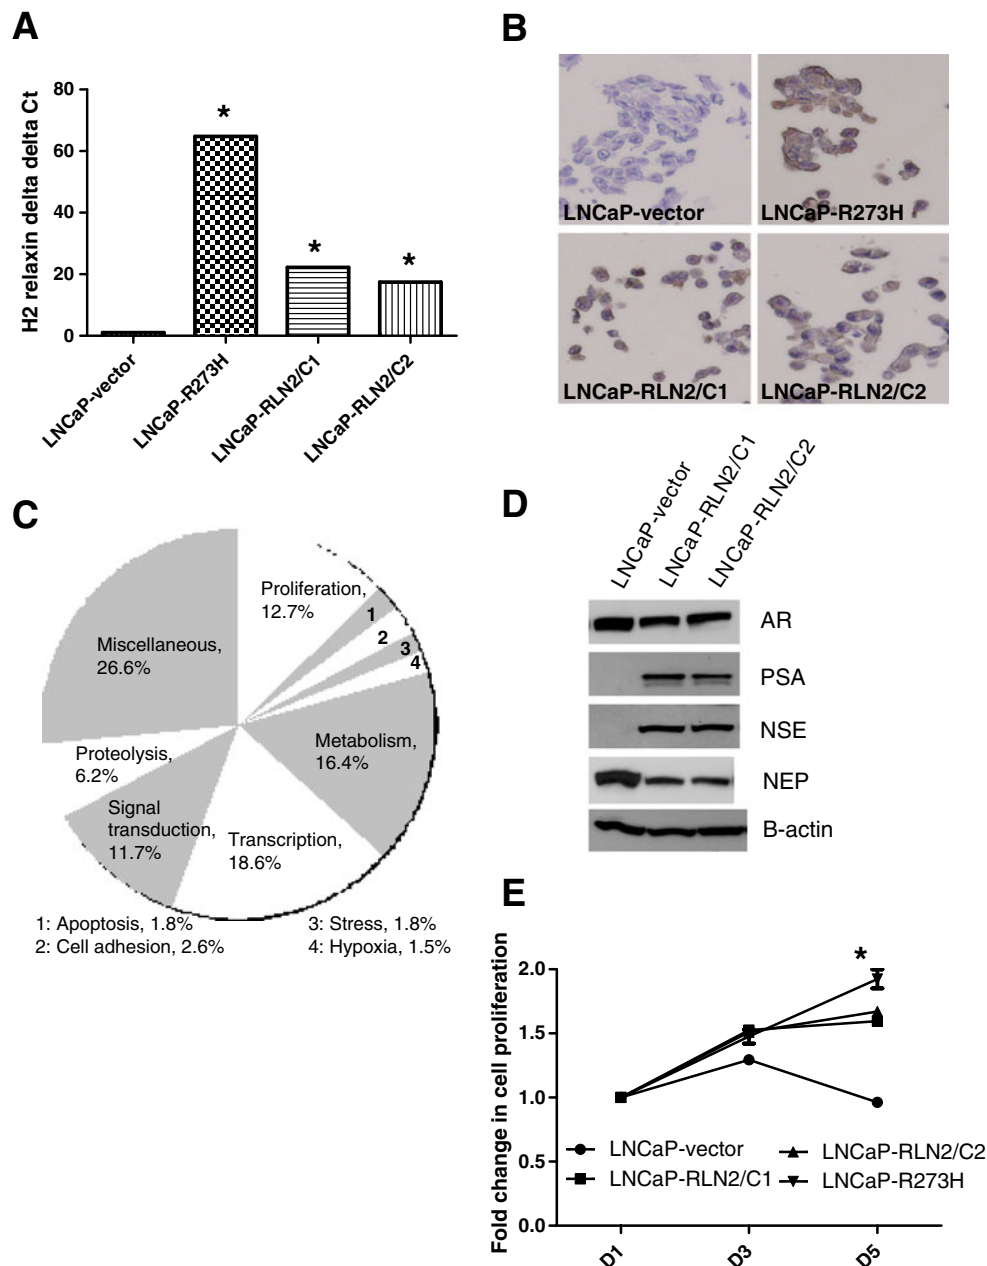 A
H2 relaxin delta delta Ct
80
60
40
20
0
*
*
*
LNCaP-vector
LNCaP-R273H
LNCaP-RLN2/C1
LNCaP-RLN2/C2
B
LNCaP-vector
LNCaP-R273H
LNCaP-RLN2/C1
LNCaP-RLN2/C2
C
Proliferation,
12.7%
1
2
3
4
Miscellaneous,
26.6%
Metabolism,
16.4%
Proteolysis,
6.2%
Signal
transduction,
11.7%
Transcription,
18.6%
1: Apoptosis, 1.8%
2: Cell adhesion, 2.6%
3: Stress, 1.8%
4: Hypoxia, 1.5%
D
LNCaP-vector
LNCaP-RLN2/C1
LNCaP-RLN2/C2
AR
PSA
NSE
NEP
B-actin
E
Fold change in cell proliferation
2.0
1.5
1.0
0.5
0.0
*
LNCaP-vector
LNCaP-RLN2/C1
LNCaP-RLN2/C2
LNCaP-R273H
D1
D3
D5